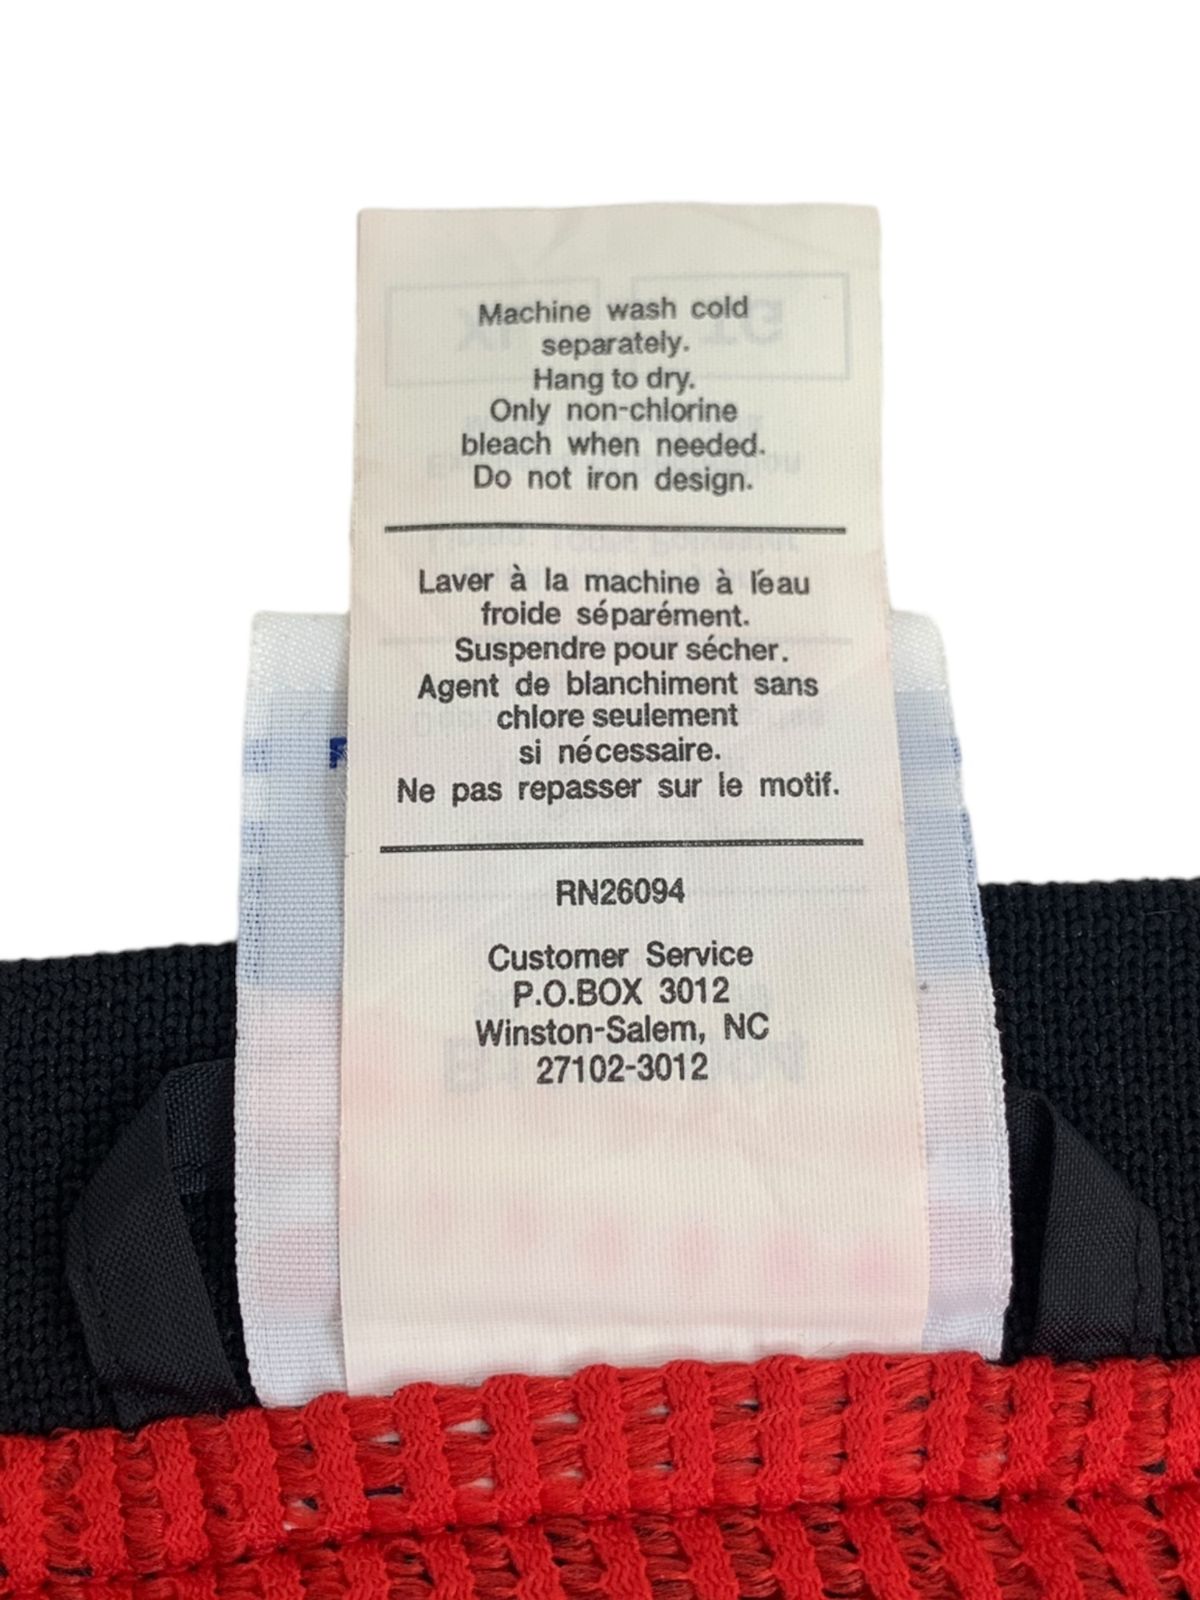 Machine wash cold
separately.
Hang to dry.
Only non-chlorine
bleach when needed.
Do not iron design.
Laver à la machine à l'eau
froide séparément.
Suspendre pour sécher.
Agent de blanchiment sans
chlore seulement
si nécessaire.
Ne pas repasser sur le motif.
RN26094
Customer Service
P.O.BOX 3012
Winston-Salem, NC
27102-3012